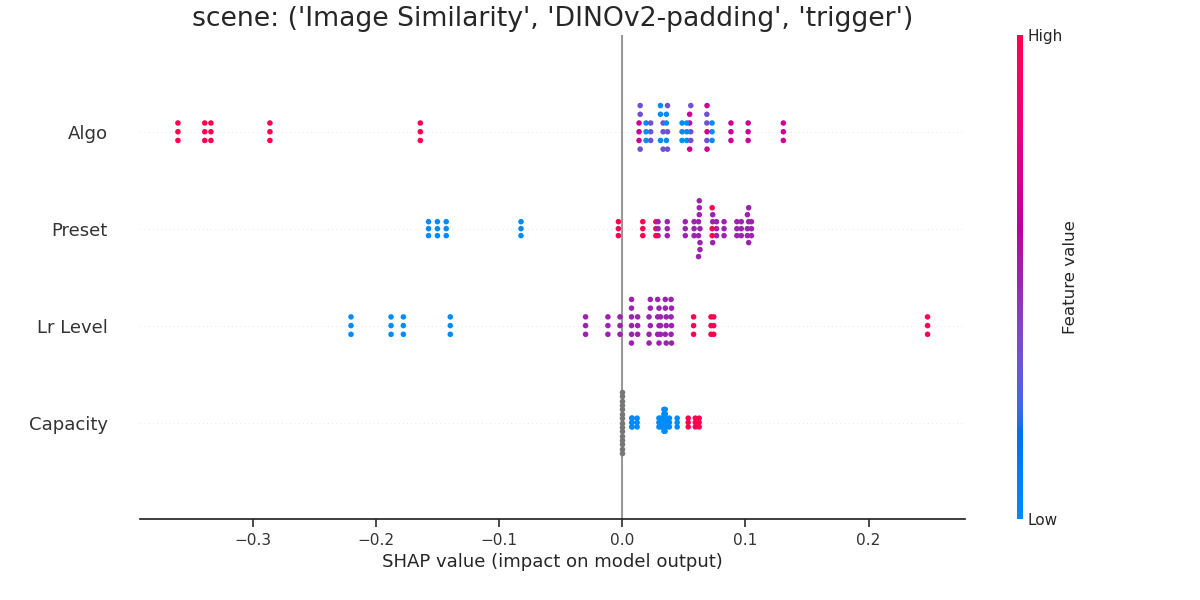 scene: ('Image Similarity', 'DINOv2-padding', 'trigger')
High
Algo
Preset
Lr Level
Capacity
Feature value
Low
−0.3
−0.2
−0.1
0.0
0.1
0.2
SHAP value (impact on model output)